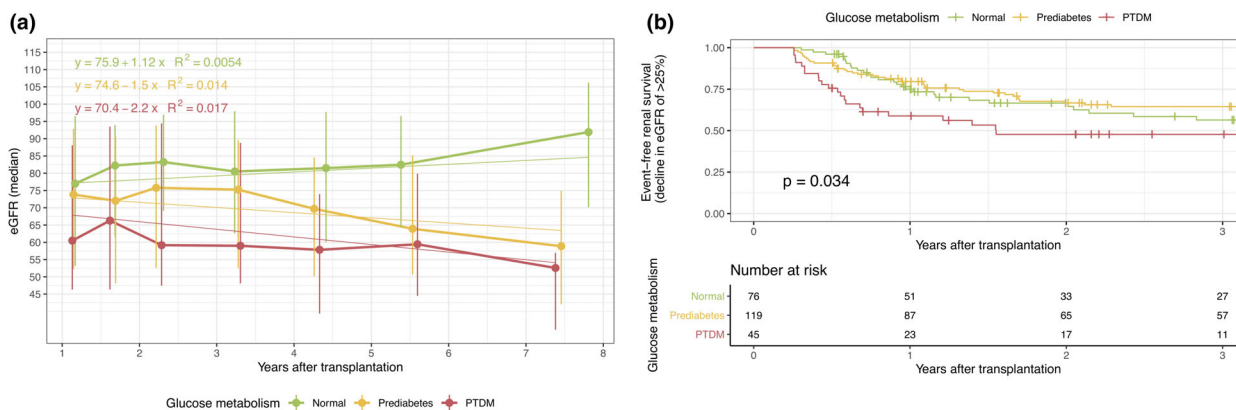 (a)
115
110
105
100
95
90
85
80
75
70
65
60
55
50
45
eGFR (median)
y = 75.9 + 1.12 x R² = 0.0054
y = 74.6 − 1.5 x R² = 0.014
y = 70.4 − 2.2 x R² = 0.017
1 2 3 4 5 6 7 8
Years after transplantation
Glucose metabolism Normal Prediabetes PTDM
(b)
Glucose metabolism Normal Prediabetes PTDM
Event−free renal survival
(decline in eGFR of >25%)
1.00
0.75
0.50
0.25
0.00
p = 0.034
0 1 2 3
Years after transplantation
Number at risk
Glucose metabolism
Normal 76 51 33 27
Prediabetes 119 87 65 57
PTDM 45 23 17 11
0 1 2 3
Years after transplantation